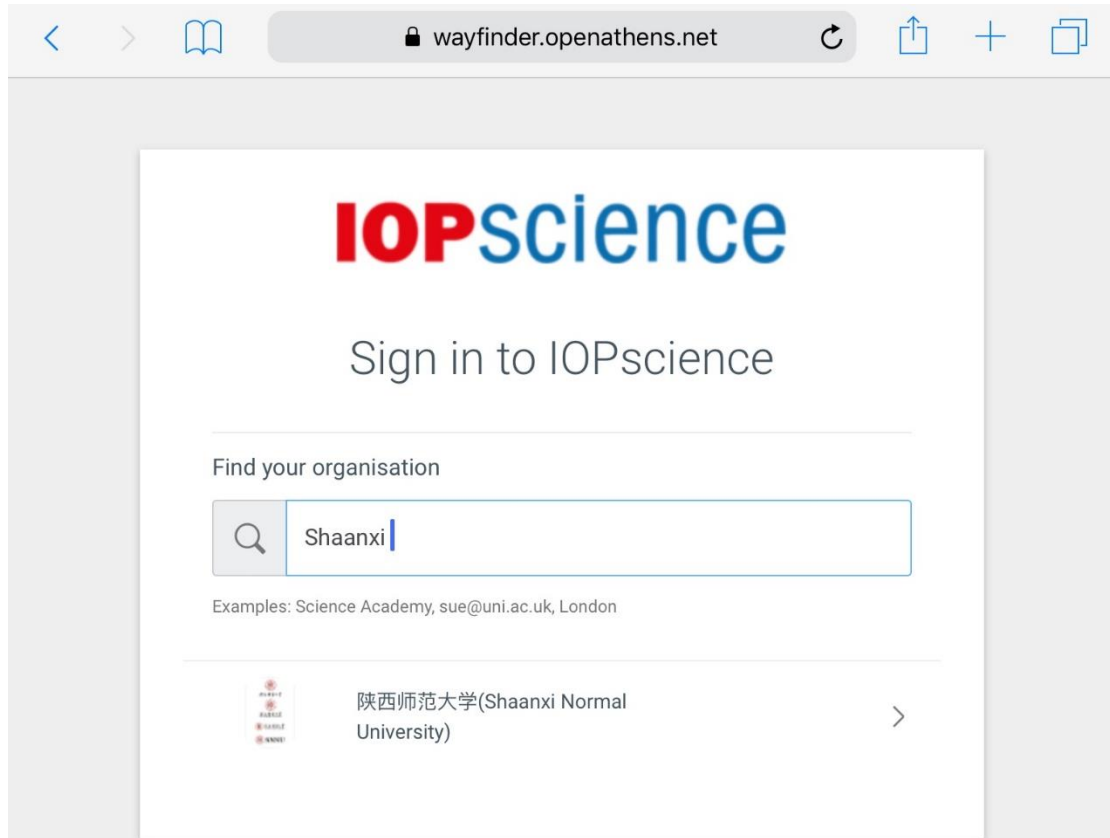 wayfinder.openathens.net
IOPscience
Sign in to IOPscience
Find your organisation
Shaanxi
Examples: Science Academy, sue@uni.ac.uk, London
陕西师范大学(Shaanxi Normal
University)